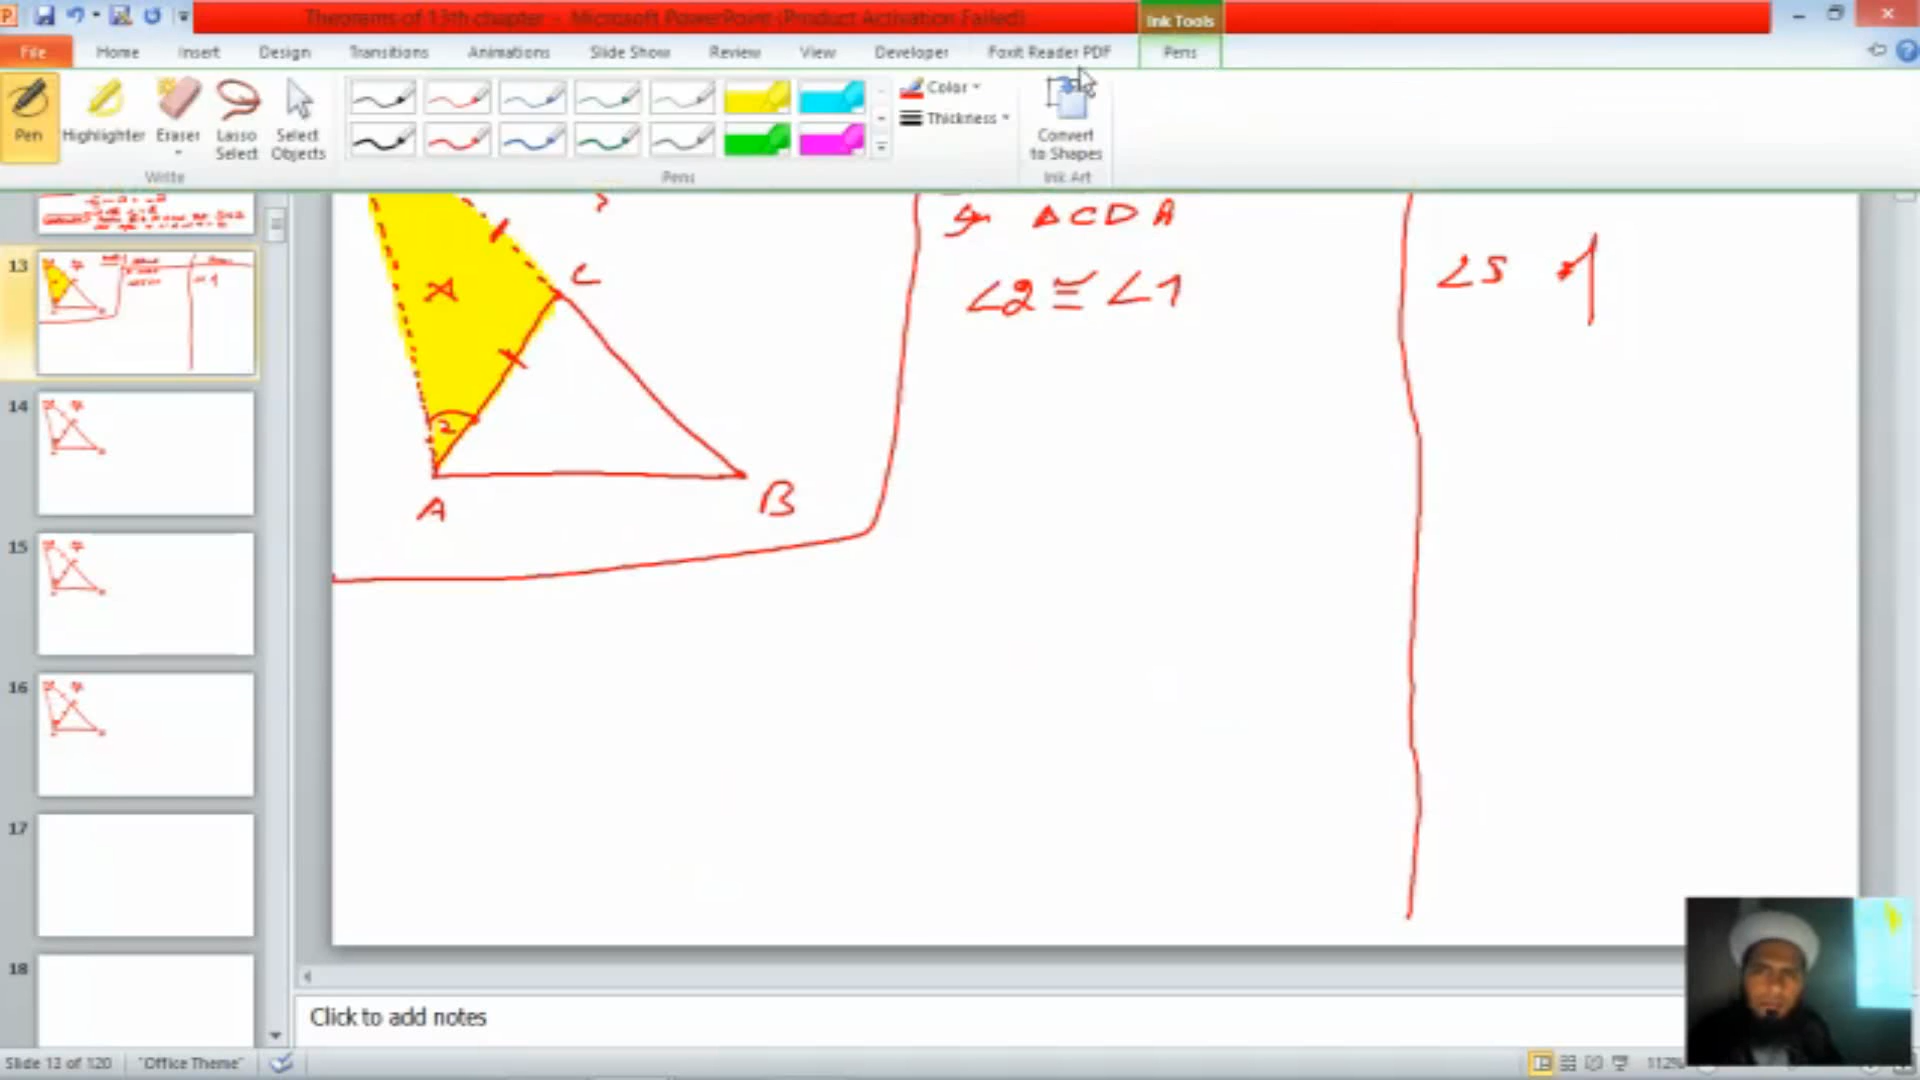 Theorems of 13th chapter - Microsoft PowerPoint (Product Activation Failed)
Ink Tools
File Home Insert Design Transitions Animations Slide Show Review View Developer Foxit Reader PDF Pens
Pen Highlighter Eraser Lasso Select Select Objects
Color
Thickness
Convert to Shapes
Write Pens Ink Art
13
14
15
16
17
18
C
2
A
B
△CDA
∠2 ≅ ∠1
∠s
Click to add notes
Slide 13 of 120 "Office Theme" 112%